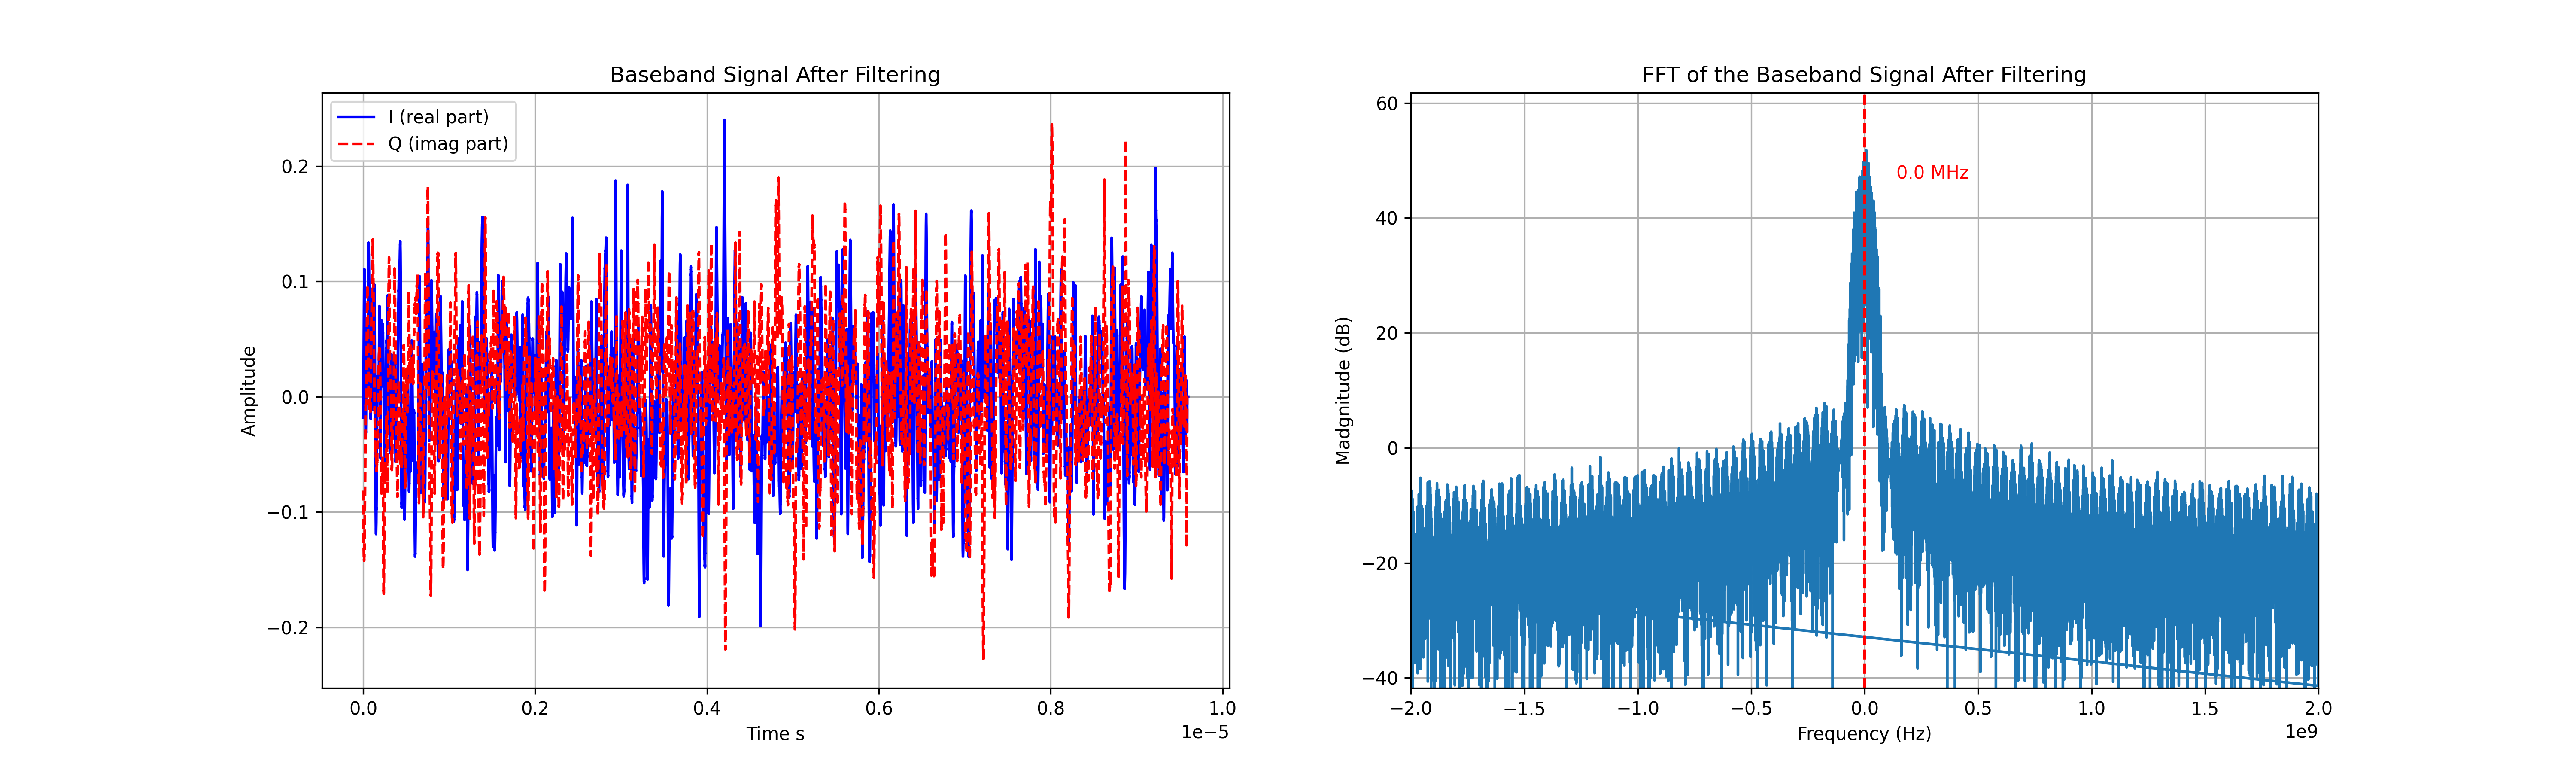 Baseband Signal After Filtering
I (real part)
Q (imag part)
0.2
0.1
0.0
−0.1
−0.2
Amplitude
0.0
0.2
0.4
0.6
0.8
1.0
Time s
1e−5
FFT of the Baseband Signal After Filtering
60
40
20
0
−20
−40
Madgnitude (dB)
0.0 MHz
−2.0
−1.5
−1.0
−0.5
0.0
0.5
1.0
1.5
2.0
Frequency (Hz)
1e9